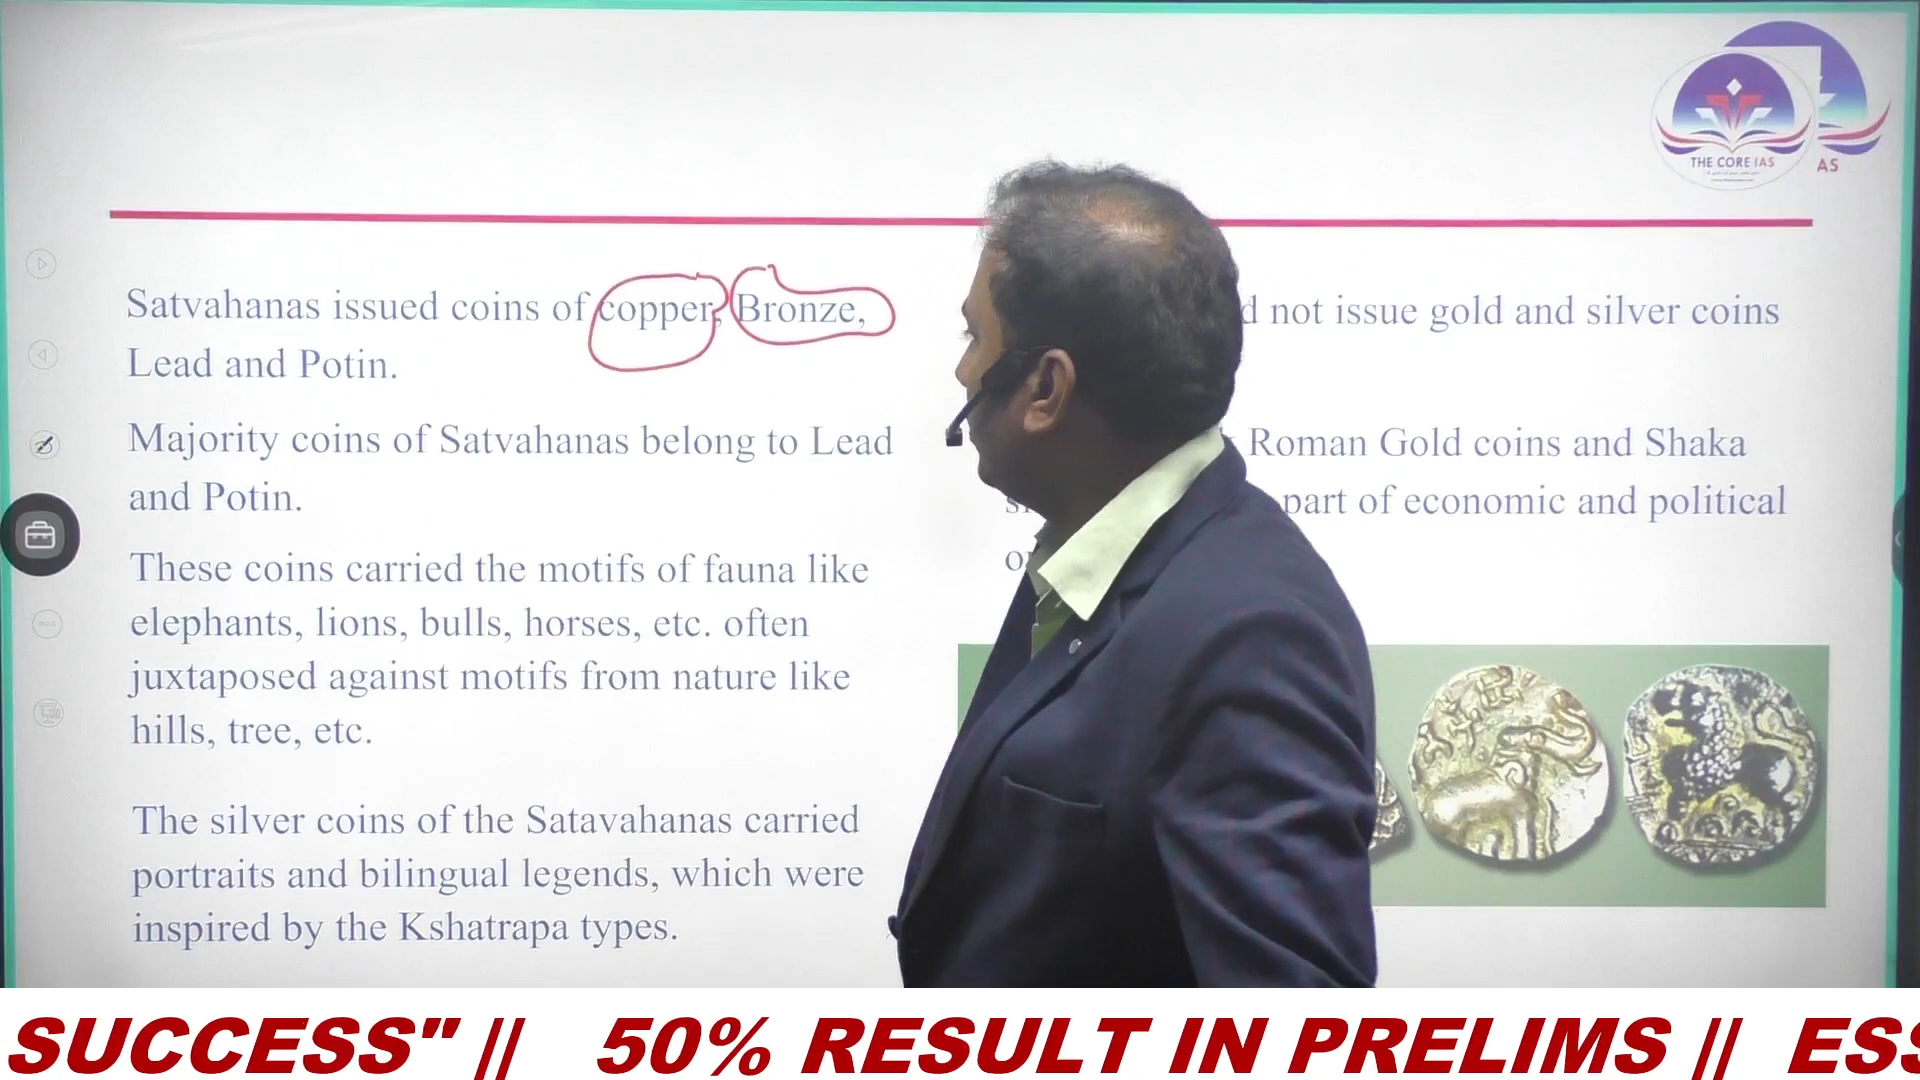 THE CORE IAS
AS
Satvahanas issued coins of copper, Bronze,
Lead and Potin.
Majority coins of Satvahanas belong to Lead
and Potin.
These coins carried the motifs of fauna like
elephants, lions, bulls, horses, etc. often
juxtaposed against motifs from nature like
hills, tree, etc.
The silver coins of the Satavahanas carried
portraits and bilingual legends, which were
inspired by the Kshatrapa types.
not issue gold and silver coins
Roman Gold coins and Shaka
part of economic and political
SUCCESS" // 50% RESULT IN PRELIMS //